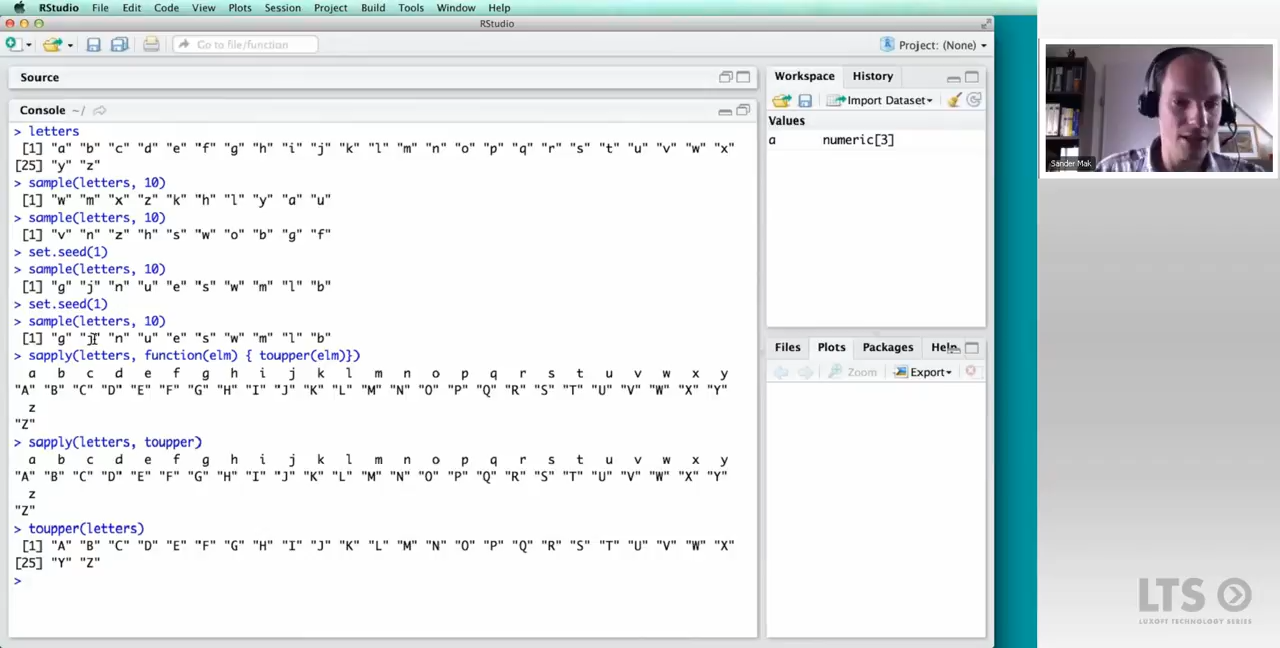 RStudio File Edit Code View Plots Session Project Build Tools Window Help
RStudio
Go to file/function
Project: (None)
Source
Console ~/
> letters
[1] "a" "b" "c" "d" "e" "f" "g" "h" "i" "j" "k" "l" "m" "n" "o" "p" "q" "r" "s" "t" "u" "v" "w" "x"
[25] "y" "z"
> sample(letters, 10)
[1] "w" "m" "x" "z" "k" "h" "l" "y" "a" "u"
> sample(letters, 10)
[1] "v" "n" "z" "h" "s" "w" "o" "b" "g" "f"
> set.seed(1)
> sample(letters, 10)
[1] "g" "j" "n" "u" "e" "s" "w" "m" "l" "b"
> set.seed(1)
> sample(letters, 10)
[1] "g" "j" "n" "u" "e" "s" "w" "m" "l" "b"
> sapply(letters, function(elm) { toupper(elm)})
a b c d e f g h i j k l m n o p q r s t u v w x y
"A" "B" "C" "D" "E" "F" "G" "H" "I" "J" "K" "L" "M" "N" "O" "P" "Q" "R" "S" "T" "U" "V" "W" "X" "Y"
z
"Z"
> sapply(letters, toupper)
a b c d e f g h i j k l m n o p q r s t u v w x y
"A" "B" "C" "D" "E" "F" "G" "H" "I" "J" "K" "L" "M" "N" "O" "P" "Q" "R" "S" "T" "U" "V" "W" "X" "Y"
z
"Z"
> toupper(letters)
[1] "A" "B" "C" "D" "E" "F" "G" "H" "I" "J" "K" "L" "M" "N" "O" "P" "Q" "R" "S" "T" "U" "V" "W" "X"
[25] "Y" "Z"
>
Workspace History
Import Dataset
Values
a numeric[3]
Files Plots Packages Help
Zoom Export
Sander Mak
LTS
LUXOFT TECHNOLOGY SERIES